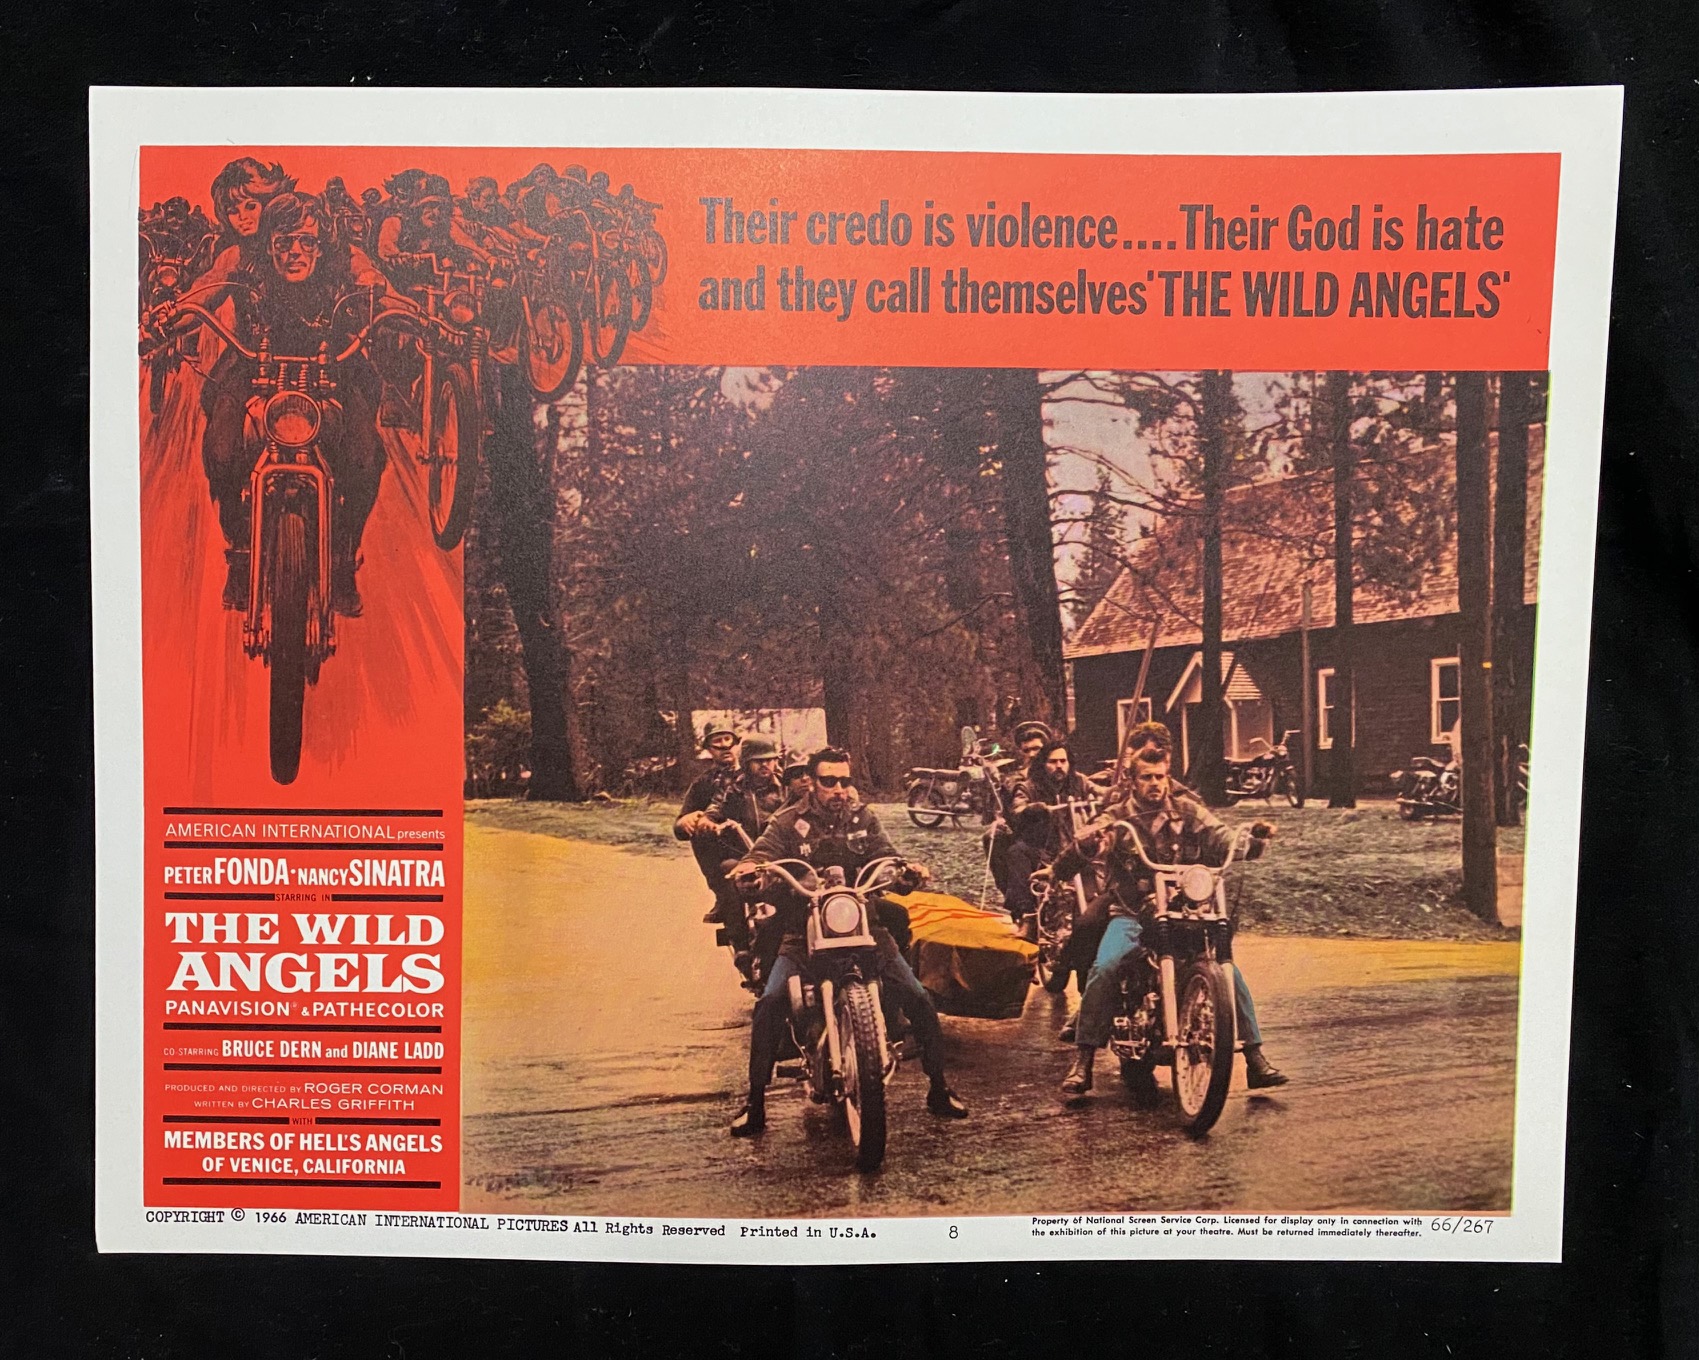 Their credo is violence....Their God is hate
and they call themselves 'THE WILD ANGELS'
AMERICAN INTERNATIONAL presents
PETER FONDA · NANCY SINATRA
STARRING IN
THE WILD
ANGELS
PANAVISION® & PATHECOLOR
CO-STARRING BRUCE DERN and DIANE LADD
PRODUCED AND DIRECTED BY ROGER CORMAN
WRITTEN BY CHARLES GRIFFITH
WITH
MEMBERS OF HELL'S ANGELS
OF VENICE, CALIFORNIA
COPYRIGHT © 1966 AMERICAN INTERNATIONAL PICTURES All Rights Reserved Printed in U.S.A.
8
Property of National Screen Service Corp. Licensed for display only in connection with
the exhibition of this picture at your theatre. Must be returned immediately thereafter.
66/267